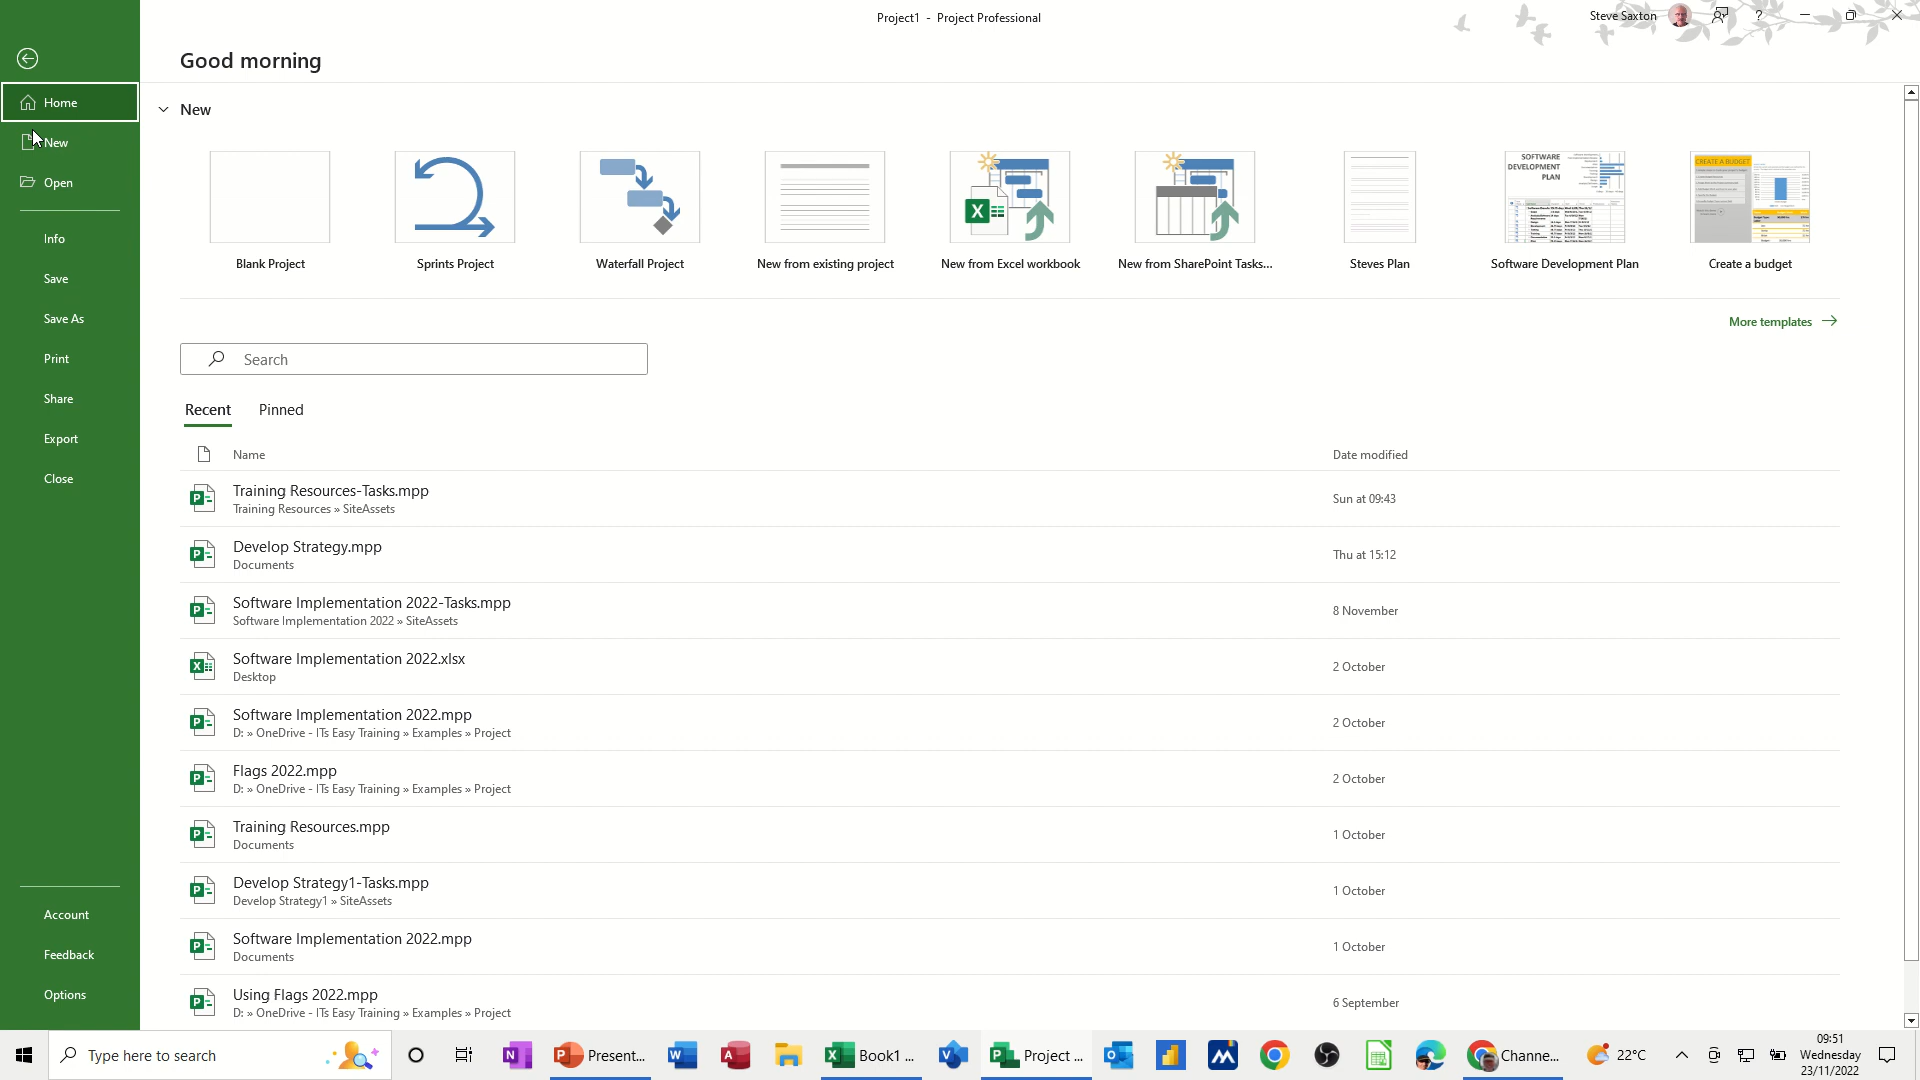 Project1 - Project Professional
Steve Saxton
?
Good morning
Home
New
Open
Info
Save
Save As
Print
Share
Export
Close
Account
Feedback
Options
New
SOFTWARE
DEVELOPMENT
PLAN
CREATE A BUDGET
Blank Project
Sprints Project
Waterfall Project
New from existing project
New from Excel workbook
New from SharePoint Tasks...
Steves Plan
Software Development Plan
Create a budget
More templates
Search
Recent Pinned
Name Date modified
Training Resources-Tasks.mpp
Training Resources » SiteAssets
Sun at 09:43
Develop Strategy.mpp
Documents
Thu at 15:12
Software Implementation 2022-Tasks.mpp
Software Implementation 2022 » SiteAssets
8 November
Software Implementation 2022.xlsx
Desktop
2 October
Software Implementation 2022.mpp
D: » OneDrive - ITs Easy Training » Examples » Project
2 October
Flags 2022.mpp
D: » OneDrive - ITs Easy Training » Examples » Project
2 October
Training Resources.mpp
Documents
1 October
Develop Strategy1-Tasks.mpp
Develop Strategy1 » SiteAssets
1 October
Software Implementation 2022.mpp
Documents
1 October
Using Flags 2022.mpp
D: » OneDrive - ITs Easy Training » Examples » Project
6 September
Type here to search
Present...
Book1 ...
Project ...
Channe...
22°C
09:51
Wednesday
23/11/2022